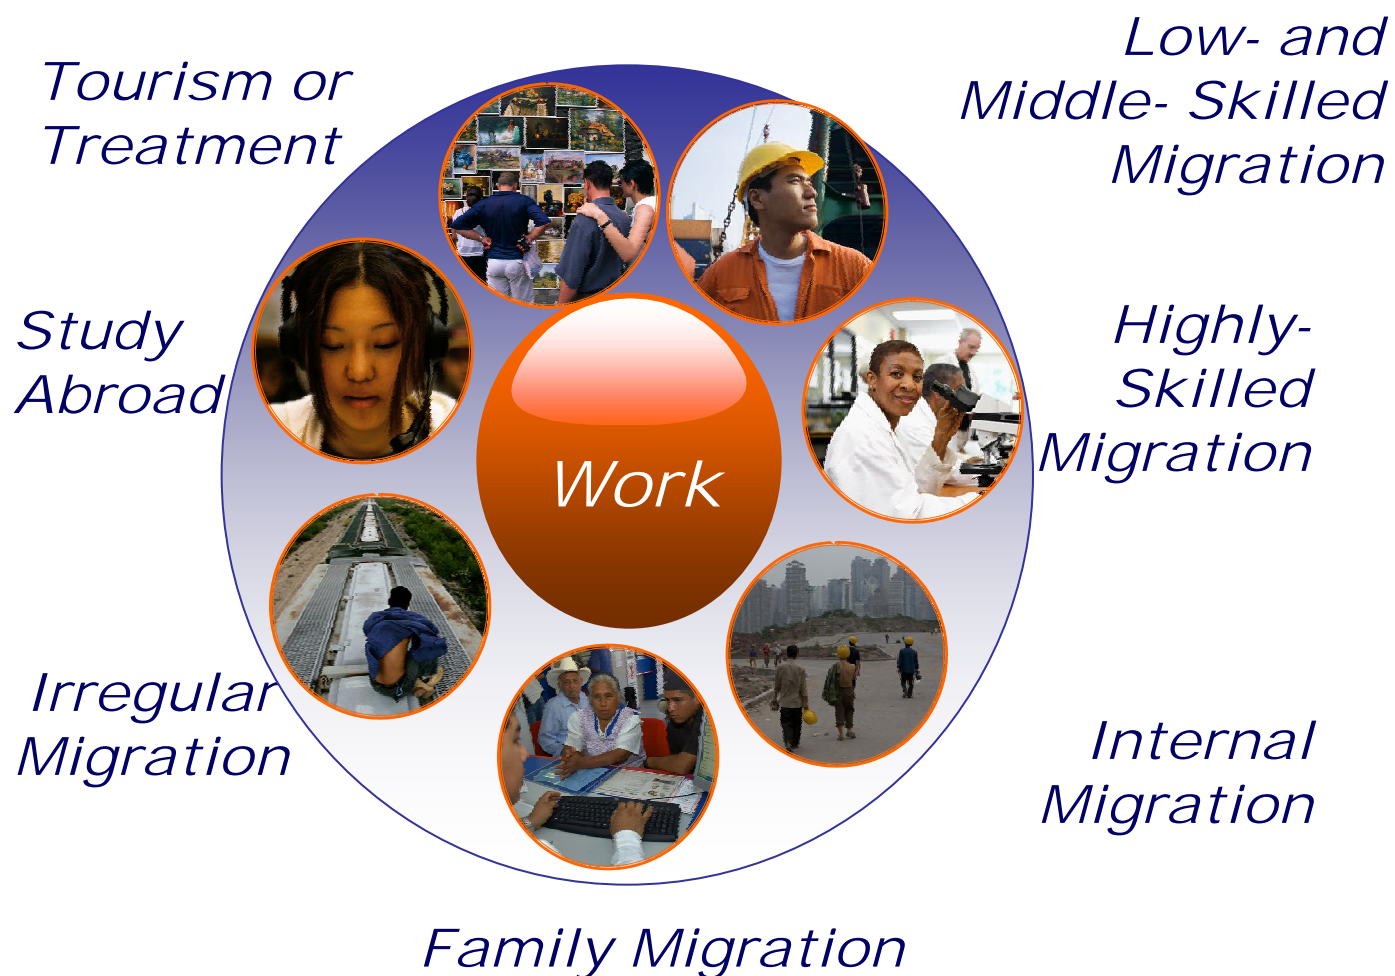 Tourism or
Treatment
Low- and
Middle- Skilled
Migration
Study
Abroad
Highly-
Skilled
Migration
Work
Irregular
Migration
Internal
Migration
Family Migration